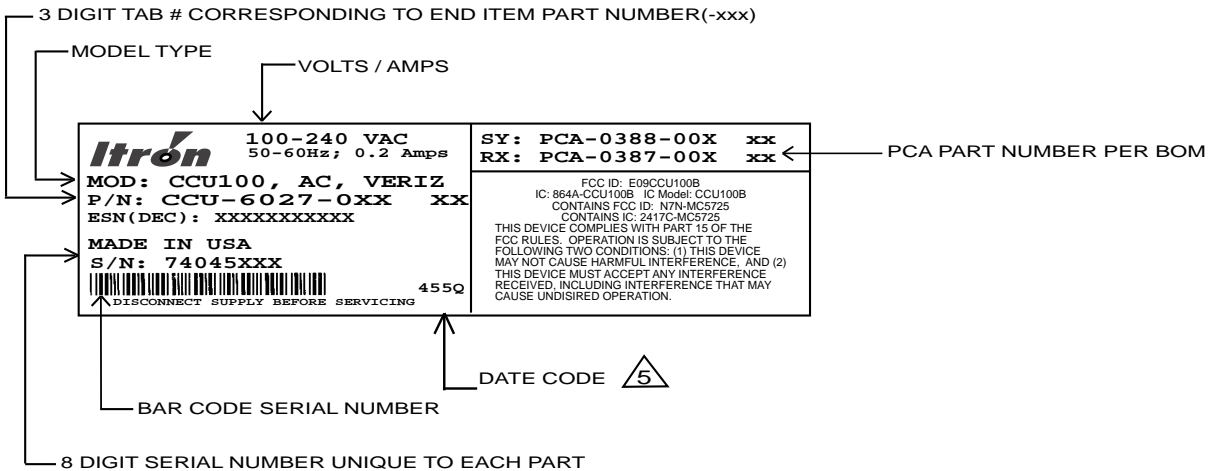 3 DIGIT TAB # CORRESPONDING TO END ITEM PART NUMBER(-xxx)
MODEL TYPE
VOLTS / AMPS
Itron
100-240 VAC
50-60Hz; 0.2 Amps
MOD: CCU100, AC, VERIZ
P/N: CCU-6027-0XX XX
ESN(DEC): XXXXXXXXXXX
MADE IN USA
S/N: 74045XXX
455Q
DISCONNECT SUPPLY BEFORE SERVICING
SY: PCA-0388-00X xx
RX: PCA-0387-00X xx
PCA PART NUMBER PER BOM
FCC ID: E09CCU100B
IC: 864A-CCU100B IC Model: CCU100B
CONTAINS FCC ID: N7N-MC5725
CONTAINS IC: 2417C-MC5725
THIS DEVICE COMPLIES WITH PART 15 OF THE
FCC RULES. OPERATION IS SUBJECT TO THE
FOLLOWING TWO CONDITIONS: (1) THIS DEVICE
MAY NOT CAUSE HARMFUL INTERFERENCE, AND (2)
THIS DEVICE MUST ACCEPT ANY INTERFERENCE
RECEIVED, INCLUDING INTERFERENCE THAT MAY
CAUSE UNDISIRED OPERATION.
DATE CODE 5
BAR CODE SERIAL NUMBER
8 DIGIT SERIAL NUMBER UNIQUE TO EACH PART